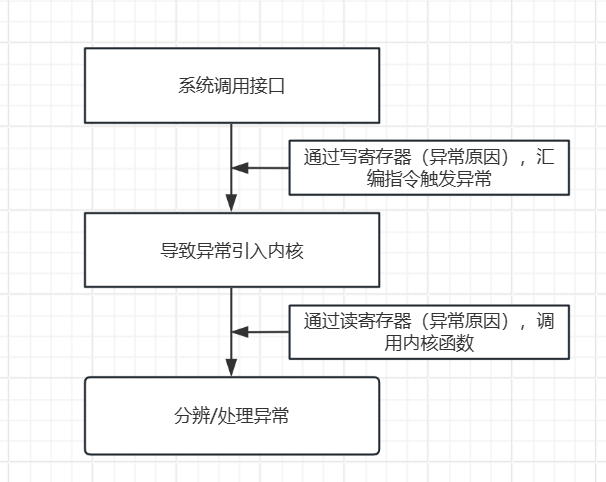 系统调用接口
通过写寄存器（异常原因），汇
编指令触发异常
导致异常引入内核
通过读寄存器（异常原因），调
用内核函数
分辨/处理异常